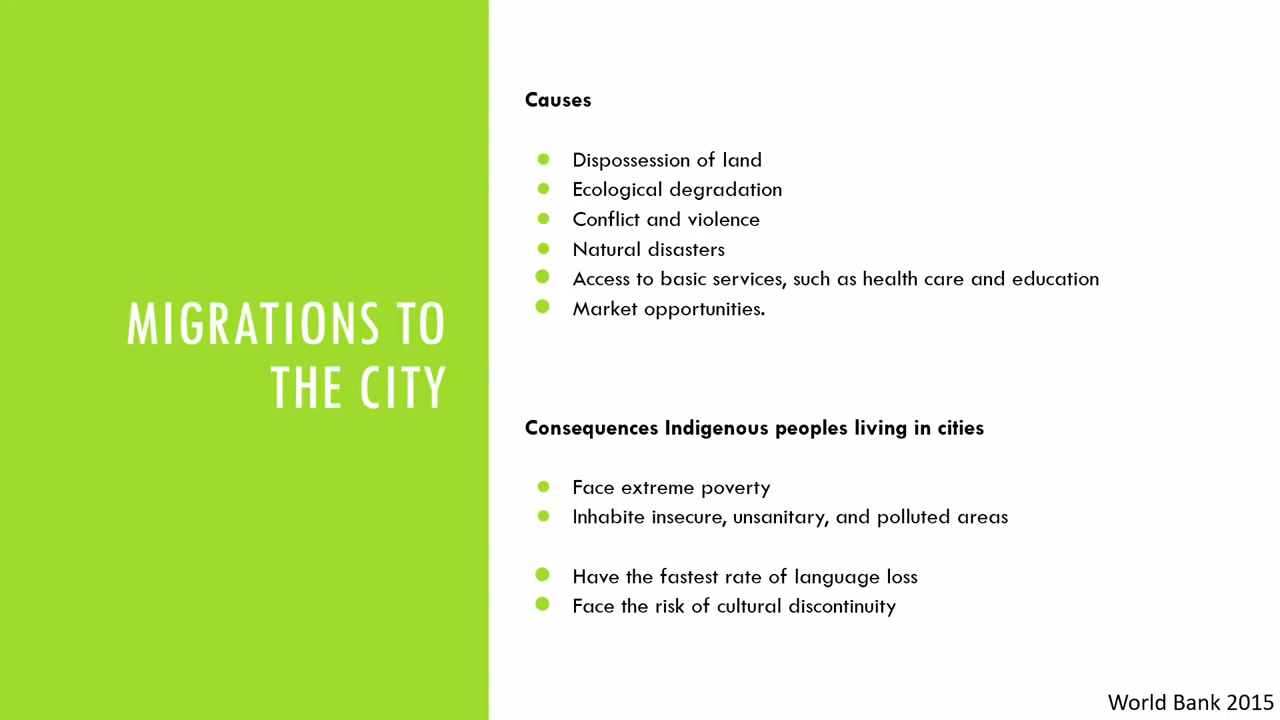 MIGRATIONS TO
THE CITY
Causes
Dispossession of land
Ecological degradation
Conflict and violence
Natural disasters
Access to basic services, such as health care and education
Market opportunities.
Consequences Indigenous peoples living in cities
Face extreme poverty
Inhabite insecure, unsanitary, and polluted areas
Have the fastest rate of language loss
Face the risk of cultural discontinuity
World Bank 2015